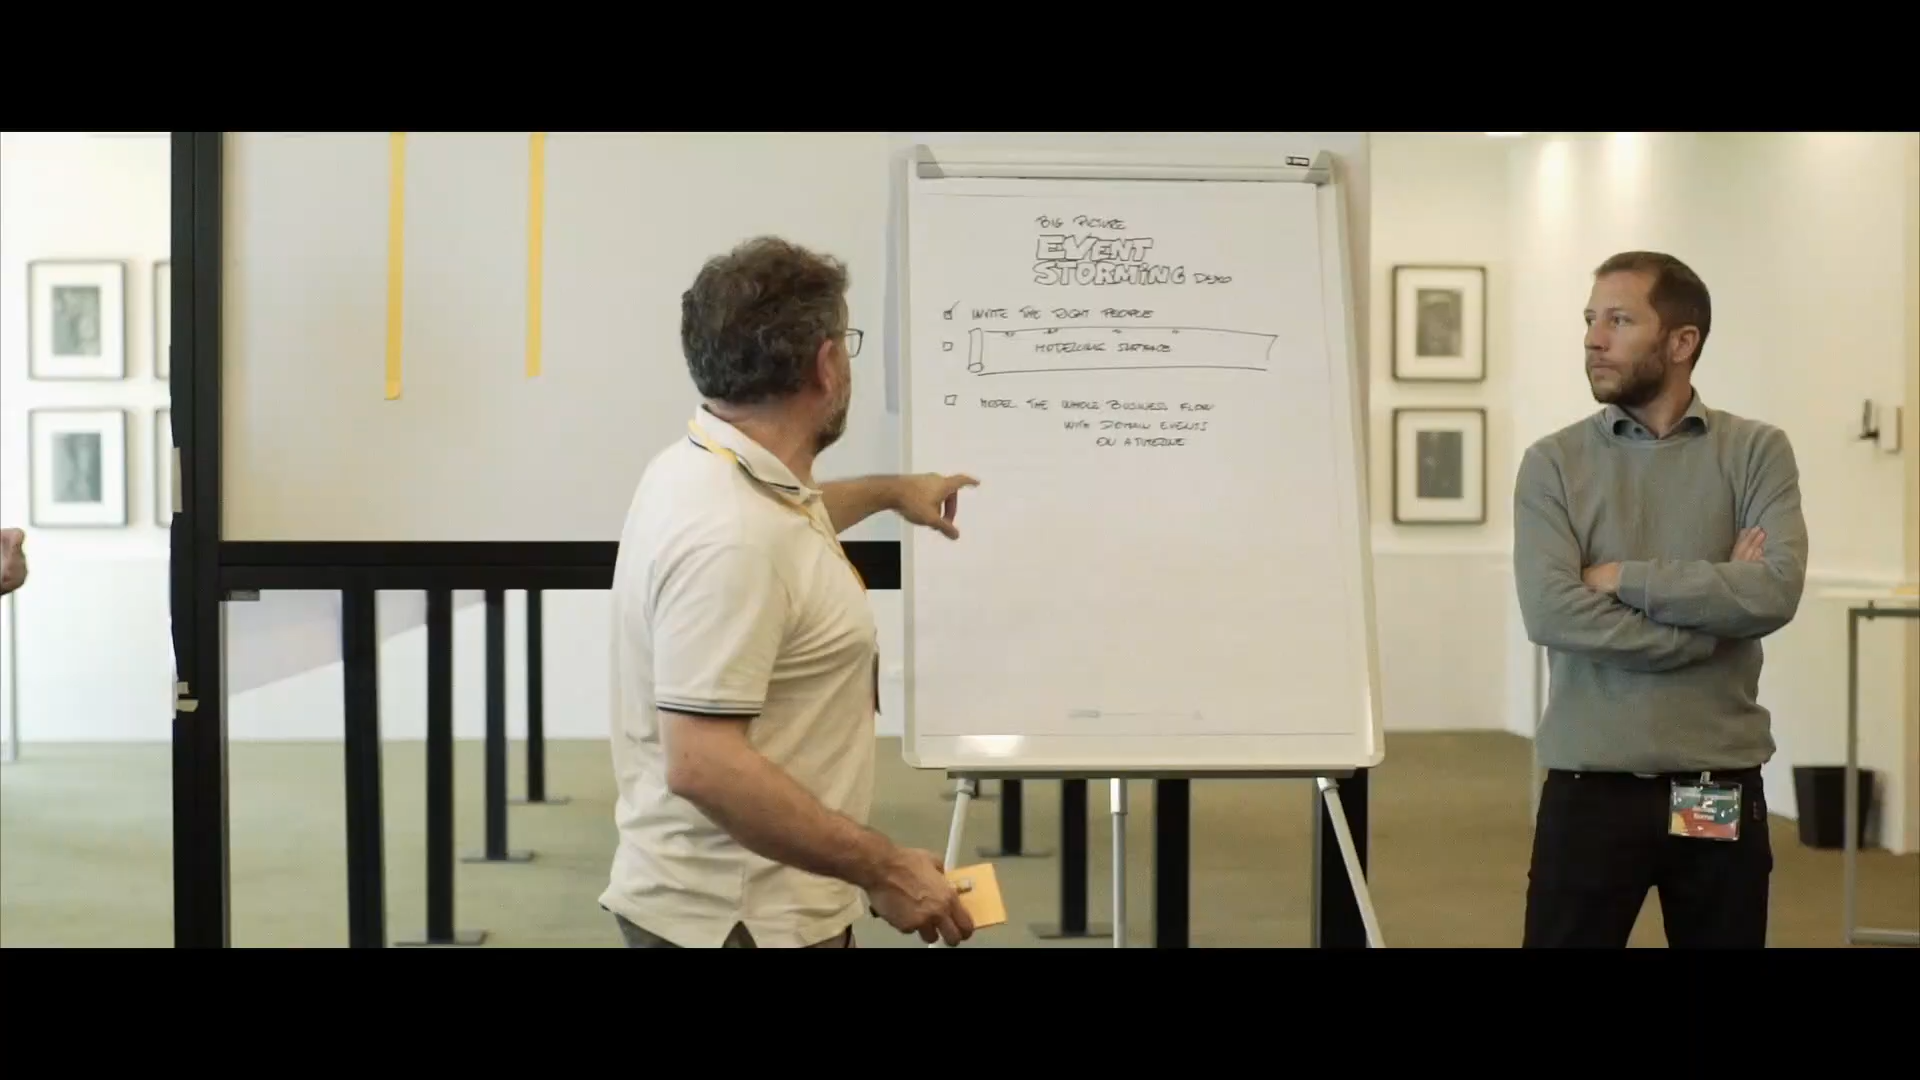 BIG PICTURE
EVENT
STORMING DEMO
INVITE THE RIGHT PEOPLE
MODELLING SURFACE
MODEL THE WHOLE BUSINESS FLOW
WITH DOMAIN EVENTS
ON A TIMELINE